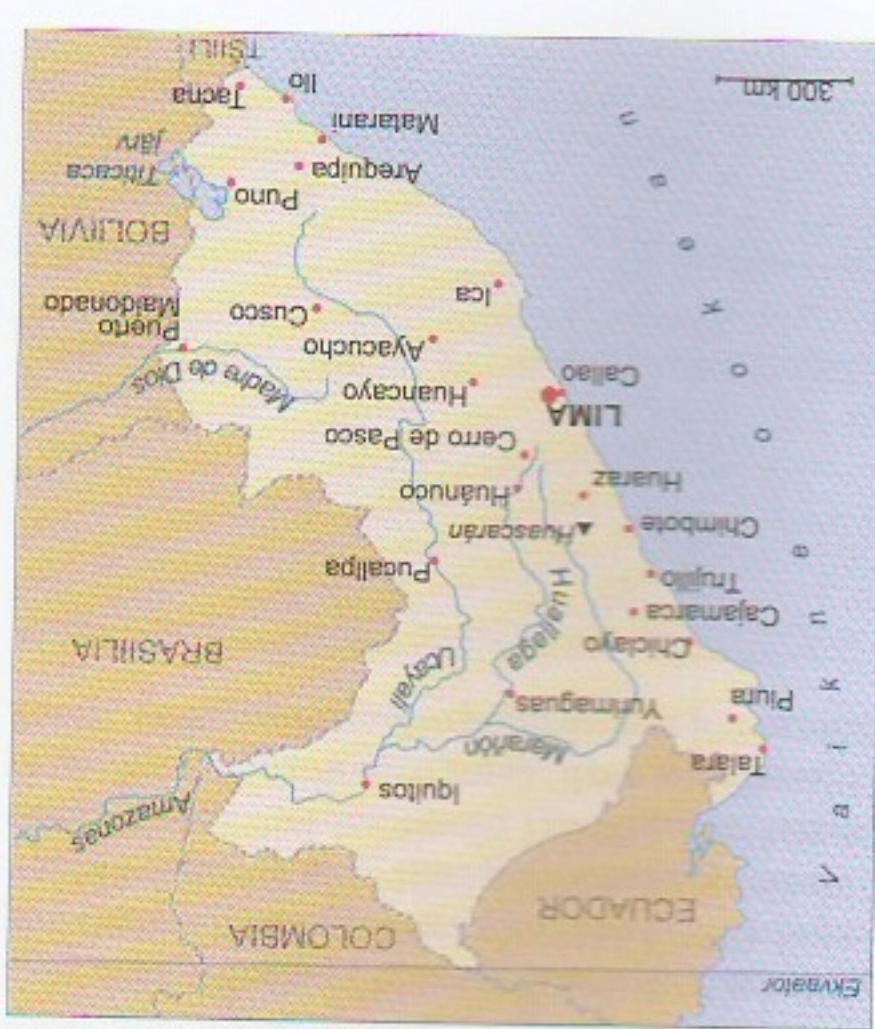 Ekvaator
COLOMBIA
ECUADOR
Amazonas
Iquitos
Talara
Marañón
Piura
Yurimaguas
Ucayali
BRASIILIA
Chiclayo
Huallaga
Cajamarca
Trujillo
Pucallpa
Chimbote
Huascarán
Huánuco
Huaraz
Cerro de Pasco
LIMA
Callao
Huancayo
Madre de Dios
Ayacucho
Puerto
Maldonado
Cusco
Ica
BOLIIVIA
Puno
Titicaca
järv
Arequipa
Matarani
Ilo
Tacna
TŠIILI
Vaikne ookean
300 km